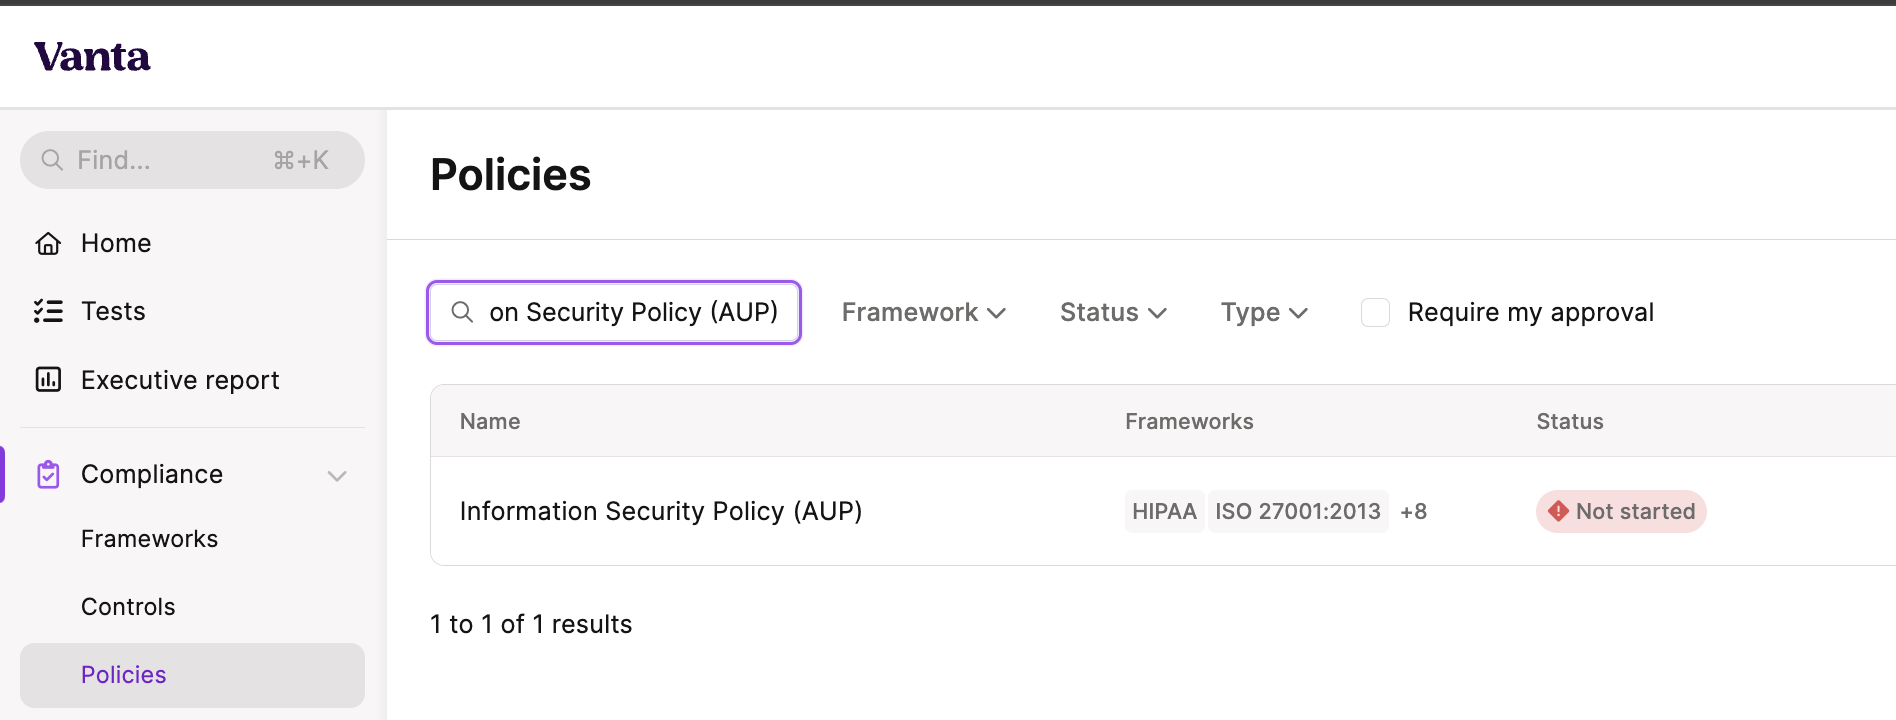 Vanta
Find... ⌘+K
Home
Tests
Executive report
Compliance
Frameworks
Controls
Policies
Policies
on Security Policy (AUP) Framework Status Type Require my approval
Name Frameworks Status
Information Security Policy (AUP) HIPAA ISO 27001:2013 +8 Not started
1 to 1 of 1 results